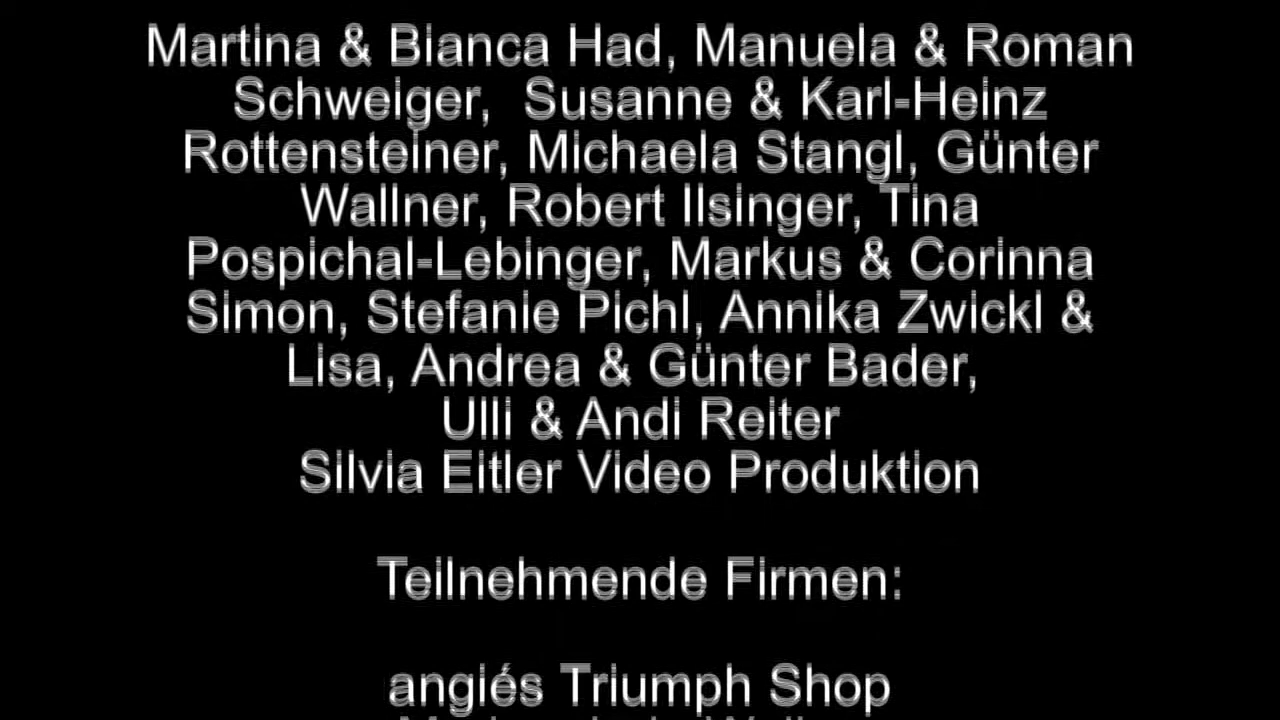 Martina & Bianca Had, Manuela & Roman
Schweiger, Susanne & Karl-Heinz
Rottensteiner, Michaela Stangl, Günter
Wallner, Robert Ilsinger, Tina
Pospichal-Lebinger, Markus & Corinna
Simon, Stefanie Pichl, Annika Zwickl &
Lisa, Andrea & Günter Bader,
Ulli & Andi Reiter
Silvia Eitler Video Produktion
Teilnehmende Firmen:
angiés Triumph Shop